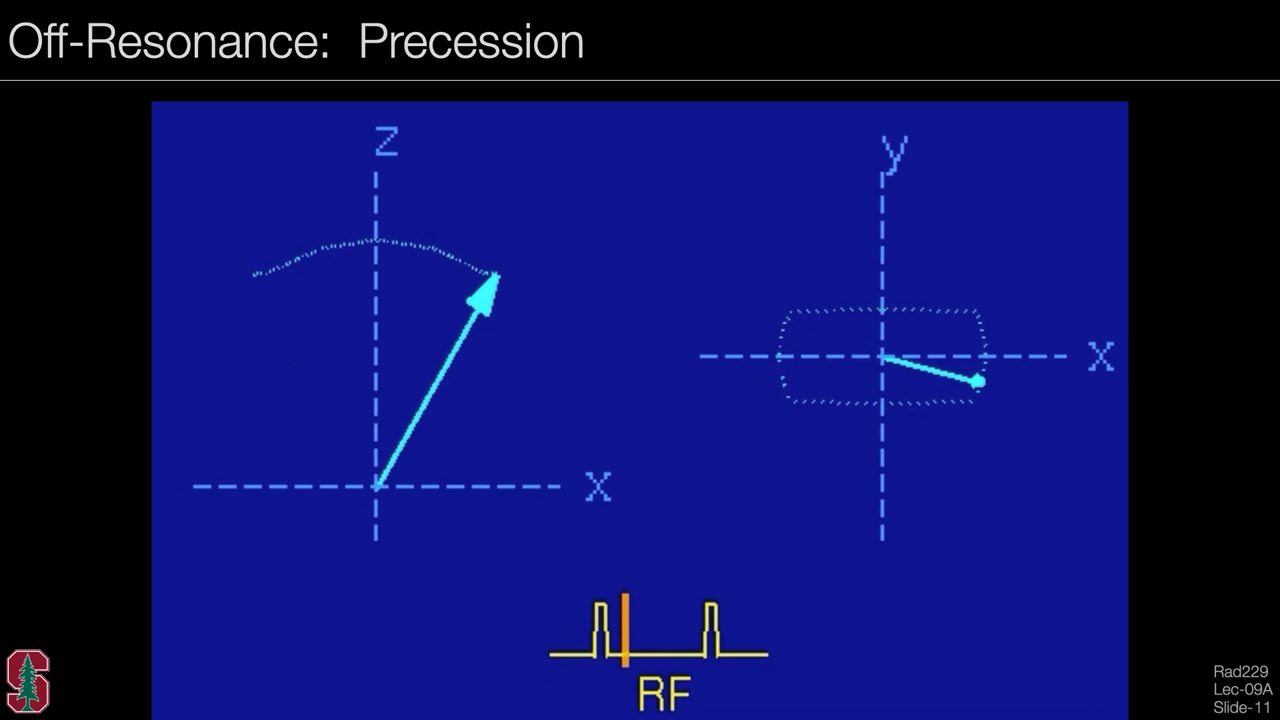 Off-Resonance: Precession
z
x
y
x
RF
S
Rad229
Lec-09A
Slide-11